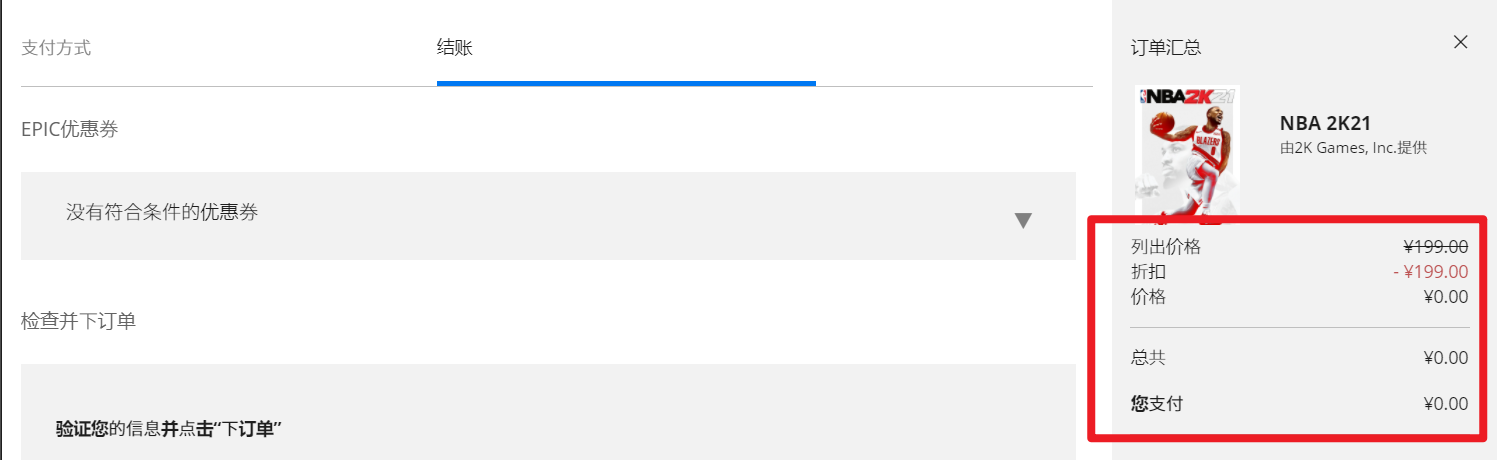 支付方式
结账
EPIC优惠券
没有符合条件的优惠券
检查并下订单
验证您的信息并点击“下订单”
订单汇总
NBA2K21
BLAZERS
NBA 2K21
由2K Games, Inc.提供
列出价格 ¥199.00
折扣 - ¥199.00
价格 ¥0.00
总共 ¥0.00
您支付 ¥0.00